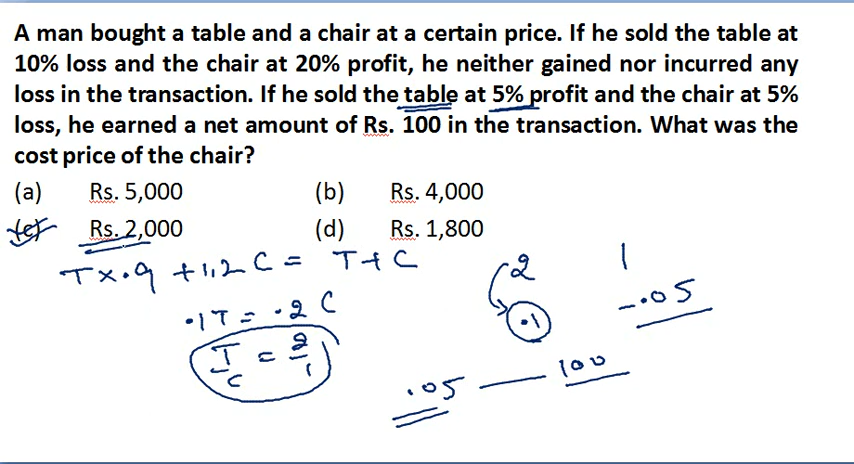 A man bought a table and a chair at a certain price. If he sold the table at
10% loss and the chair at 20% profit, he neither gained nor incurred any
loss in the transaction. If he sold the table at 5% profit and the chair at 5%
loss, he earned a net amount of Rs. 100 in the transaction. What was the
cost price of the chair?
(a) Rs. 5,000 (b) Rs. 4,000
(c) Rs. 2,000 (d) Rs. 1,800
T×.9 + 1.2 C = T+C
.1T = .2 C
T/C = 2/1
2 1
.1 -.05
.05 — 100